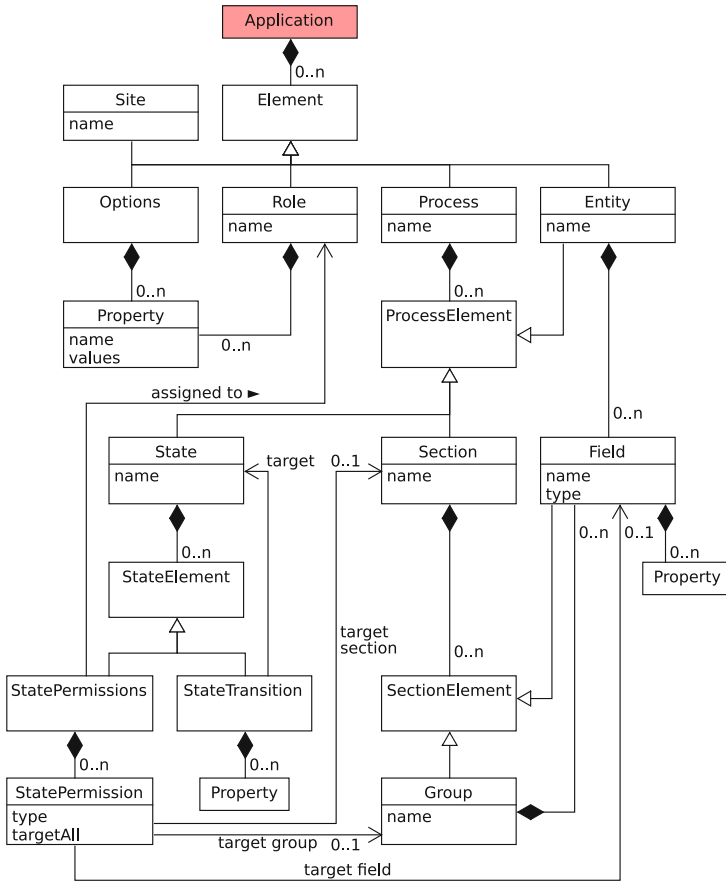 Application
0..n
Site
name
Element
Options
Role
name
Process
name
Entity
name
0..n
0..n
Property
name
values
0..n
ProcessElement
assigned to ►
0..n
State
name
target
0..1
Section
name
Field
name
type
0..n
0..1
0..n
StateElement
0..n
Property
target
section
0..n
StatePermissions
StateTransition
SectionElement
0..n
0..n
StatePermission
type
targetAll
Property
Group
name
target group
0..1
target field